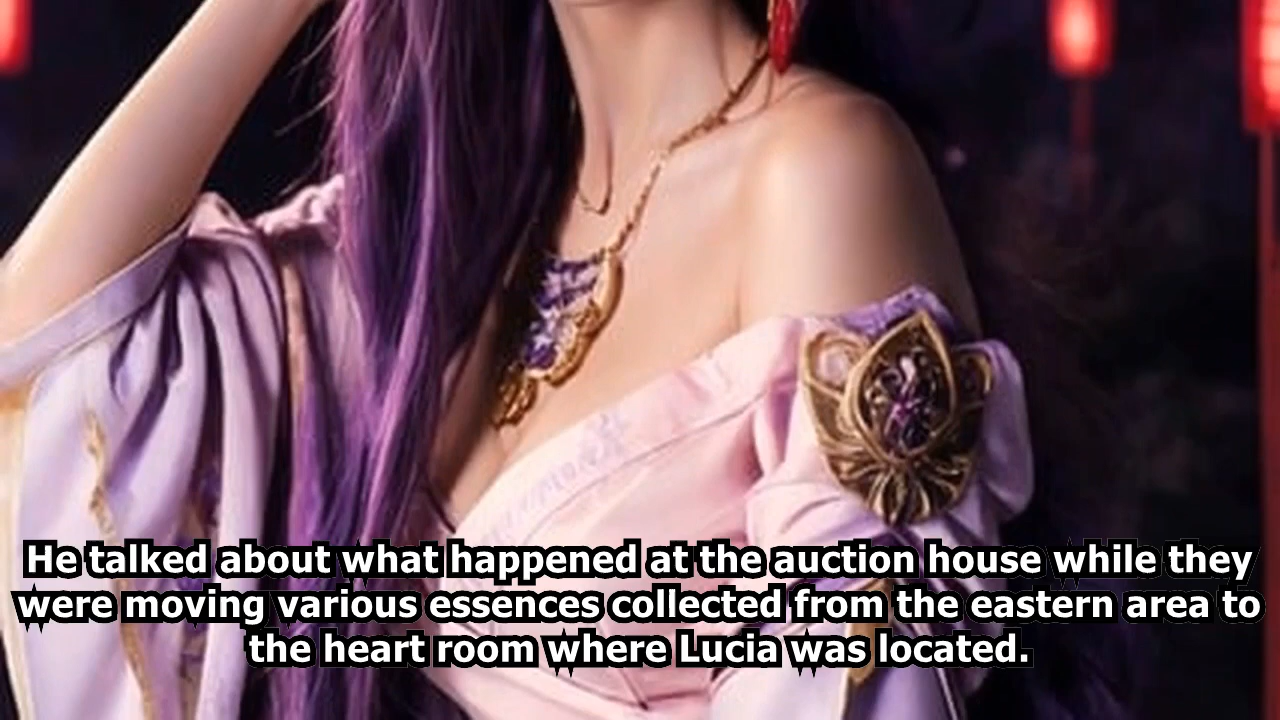 He talked about what happened at the auction house while they
were moving various essences collected from the eastern area to
the heart room where Lucia was located.